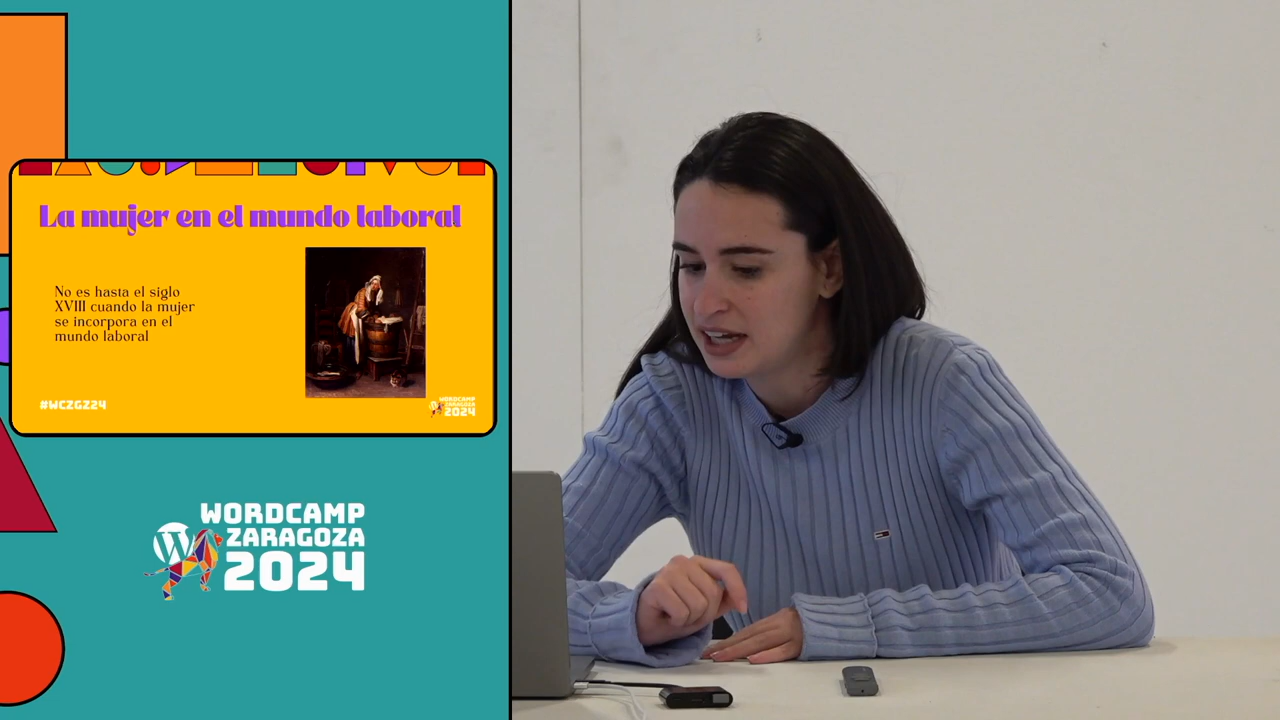 La mujer en el mundo laboral
No es hasta el siglo
XVIII cuando la mujer
se incorpora en el
mundo laboral
#WCZGZ24
WORDCAMP
ZARAGOZA
2024
WORDCAMP
ZARAGOZA
2024